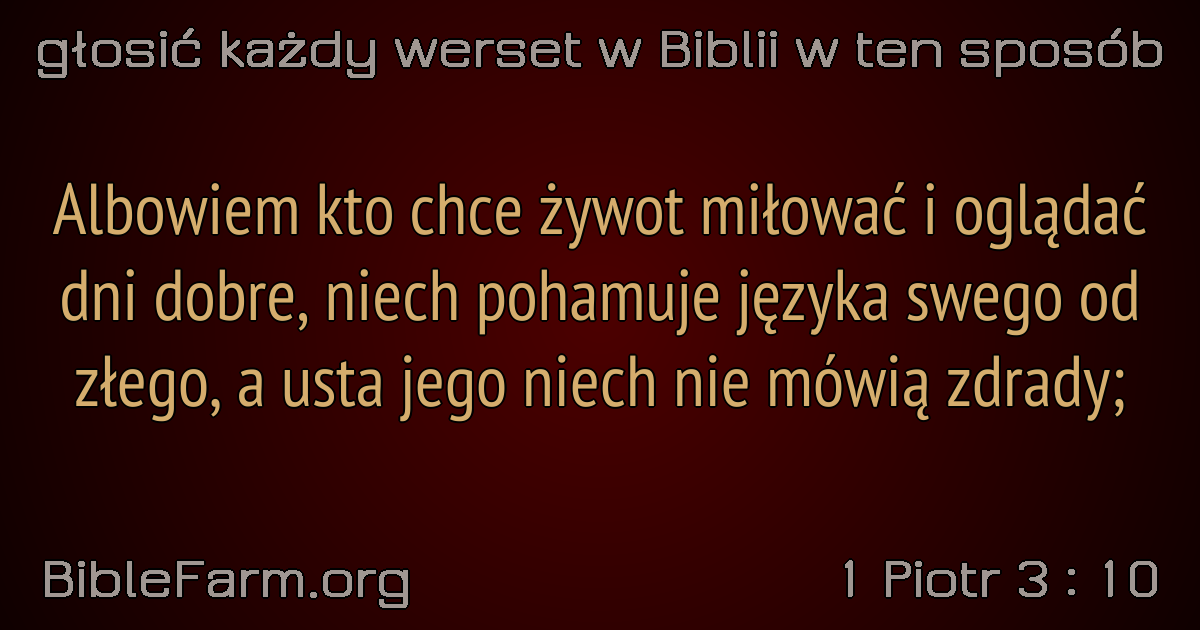 głosić każdy werset w Biblii w ten sposób
Albowiem kto chce żywot miłować i oglądać
dni dobre, niech pohamuje języka swego od
złego, a usta jego niech nie mówią zdrady;
BibleFarm.org
1 Piotr 3 : 10